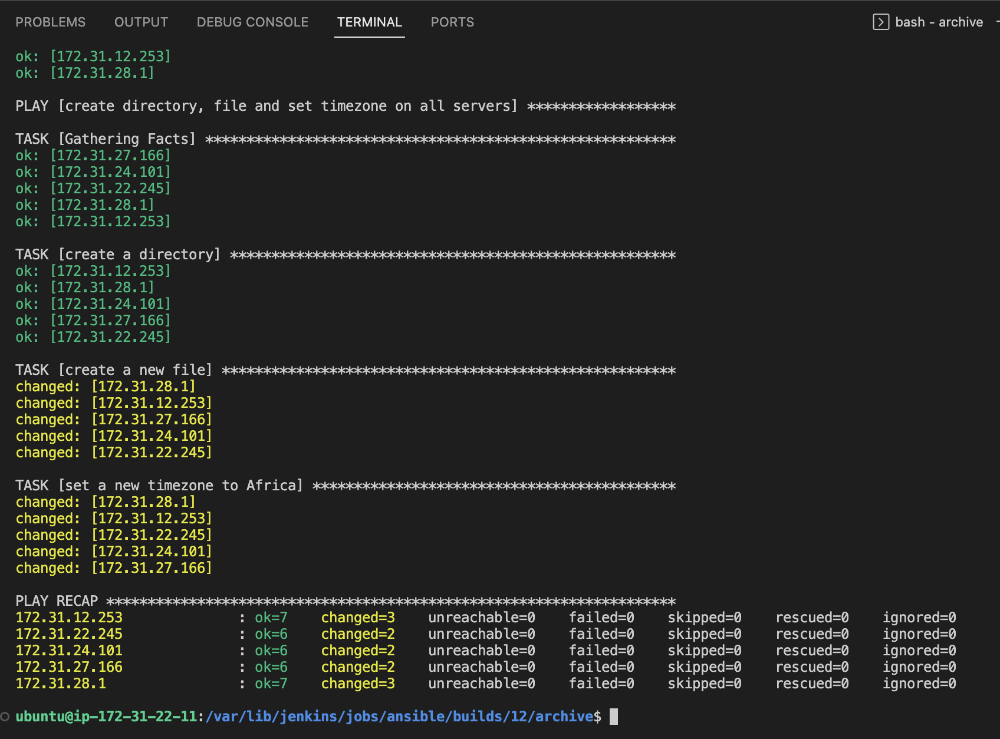 PROBLEMS OUTPUT DEBUG CONSOLE TERMINAL PORTS bash - archive
ok: [172.31.12.253]
ok: [172.31.28.1]
PLAY [create directory, file and set timezone on all servers] ******************
TASK [Gathering Facts] *********************************************************
ok: [172.31.27.166]
ok: [172.31.24.101]
ok: [172.31.22.245]
ok: [172.31.28.1]
ok: [172.31.12.253]
TASK [create a directory] ******************************************************
ok: [172.31.12.253]
ok: [172.31.28.1]
ok: [172.31.24.101]
ok: [172.31.27.166]
ok: [172.31.22.245]
TASK [create a new file] *******************************************************
changed: [172.31.28.1]
changed: [172.31.12.253]
changed: [172.31.27.166]
changed: [172.31.24.101]
changed: [172.31.22.245]
TASK [set a new timezone to Africa] ********************************************
changed: [172.31.28.1]
changed: [172.31.12.253]
changed: [172.31.22.245]
changed: [172.31.24.101]
changed: [172.31.27.166]
PLAY RECAP *********************************************************************
172.31.12.253 : ok=7 changed=3 unreachable=0 failed=0 skipped=0 rescued=0 ignored=0
172.31.22.245 : ok=6 changed=2 unreachable=0 failed=0 skipped=0 rescued=0 ignored=0
172.31.24.101 : ok=6 changed=2 unreachable=0 failed=0 skipped=0 rescued=0 ignored=0
172.31.27.166 : ok=6 changed=2 unreachable=0 failed=0 skipped=0 rescued=0 ignored=0
172.31.28.1 : ok=7 changed=3 unreachable=0 failed=0 skipped=0 rescued=0 ignored=0
ubuntu@ip-172-31-22-11:/var/lib/jenkins/jobs/ansible/builds/12/archive$